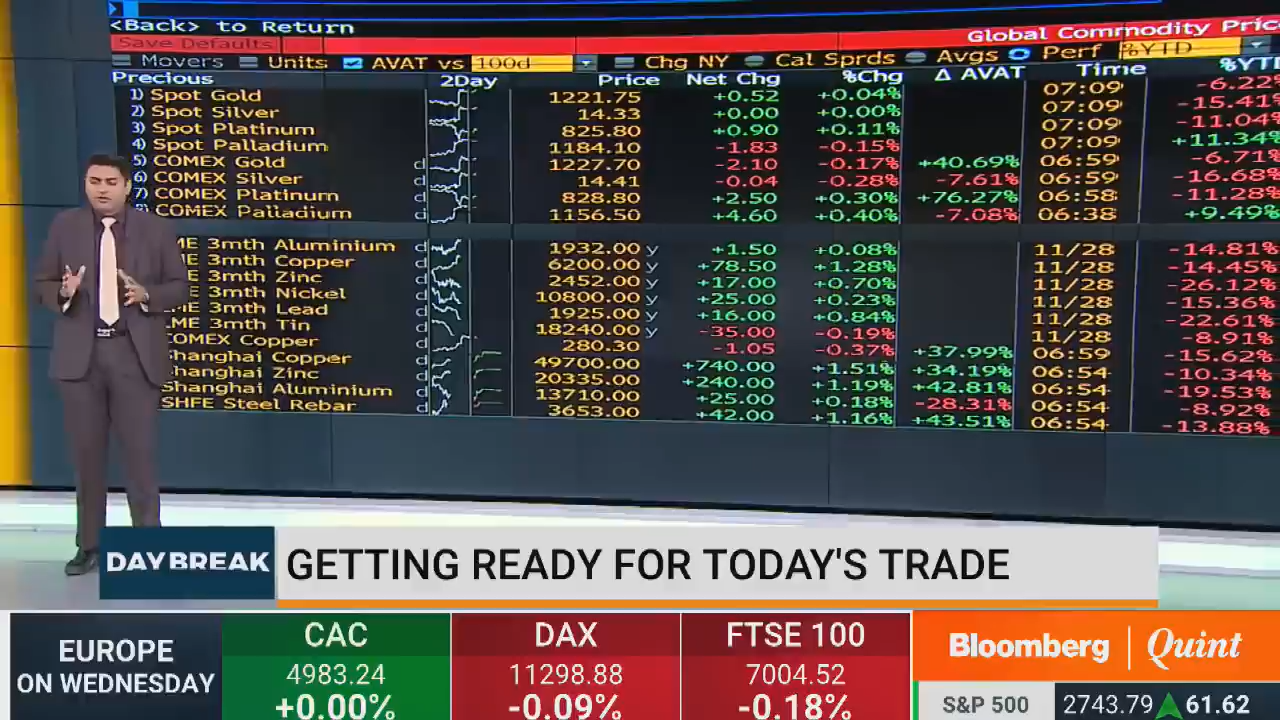 <Back> to Return
Global Commodity Pric
Save Defaults
Movers Units AVAT vs 100d Chg NY Cal Sprds Avgs Perf %YTD
Precious 2Day Price Net Chg %Chg Δ AVAT Time %YTD
1) Spot Gold 1221.75 +0.52 +0.04% 07:09 -6.22%
2) Spot Silver 14.33 +0.00 +0.00% 07:09 -15.41%
3) Spot Platinum 825.80 +0.90 +0.11% 07:09 -11.04%
4) Spot Palladium 1184.10 -1.83 -0.15% 07:09 +11.34%
5) COMEX Gold d 1227.70 -2.10 -0.17% +40.69% 06:59 -6.71%
6) COMEX Silver d 14.41 -0.04 -0.28% -7.61% 06:59 -16.68%
7) COMEX Platinum d 828.80 +2.50 +0.30% +76.27% 06:58 -11.28%
COMEX Palladium d 1156.50 +4.60 +0.40% -7.08% 06:38 +9.49%
ME 3mth Aluminium d 1932.00 y +1.50 +0.08% 11/28 -14.81%
ME 3mth Copper d 6200.00 y +78.50 +1.28% 11/28 -14.45%
3mth Zinc d 2452.00 y +17.00 +0.70% 11/28 -26.12%
3mth Nickel d 10800.00 y +25.00 +0.23% 11/28 -15.36%
ME 3mth Lead d 1925.00 y +16.00 +0.84% 11/28 -22.61%
ME 3mth Tin d 18240.00 y -35.00 -0.19% 11/28 -8.91%
COMEX Copper d 280.30 -1.05 -0.37% +37.99% 06:59 -15.62%
Shanghai Copper d 49700.00 +740.00 +1.51% +34.19% 06:54 -10.34%
Shanghai Zinc d 20335.00 +240.00 +1.19% +42.81% 06:54 -19.53%
Shanghai Aluminium d 13710.00 +25.00 +0.18% -28.31% 06:54 -8.92%
SHFE Steel Rebar d 3653.00 +42.00 +1.16% +43.51% 06:54 -13.88%
DAYBREAK
GETTING READY FOR TODAY'S TRADE
EUROPE
ON WEDNESDAY
CAC
4983.24
+0.00%
DAX
11298.88
-0.09%
FTSE 100
7004.52
-0.18%
Bloomberg | Quint
S&P 500 2743.79 61.62